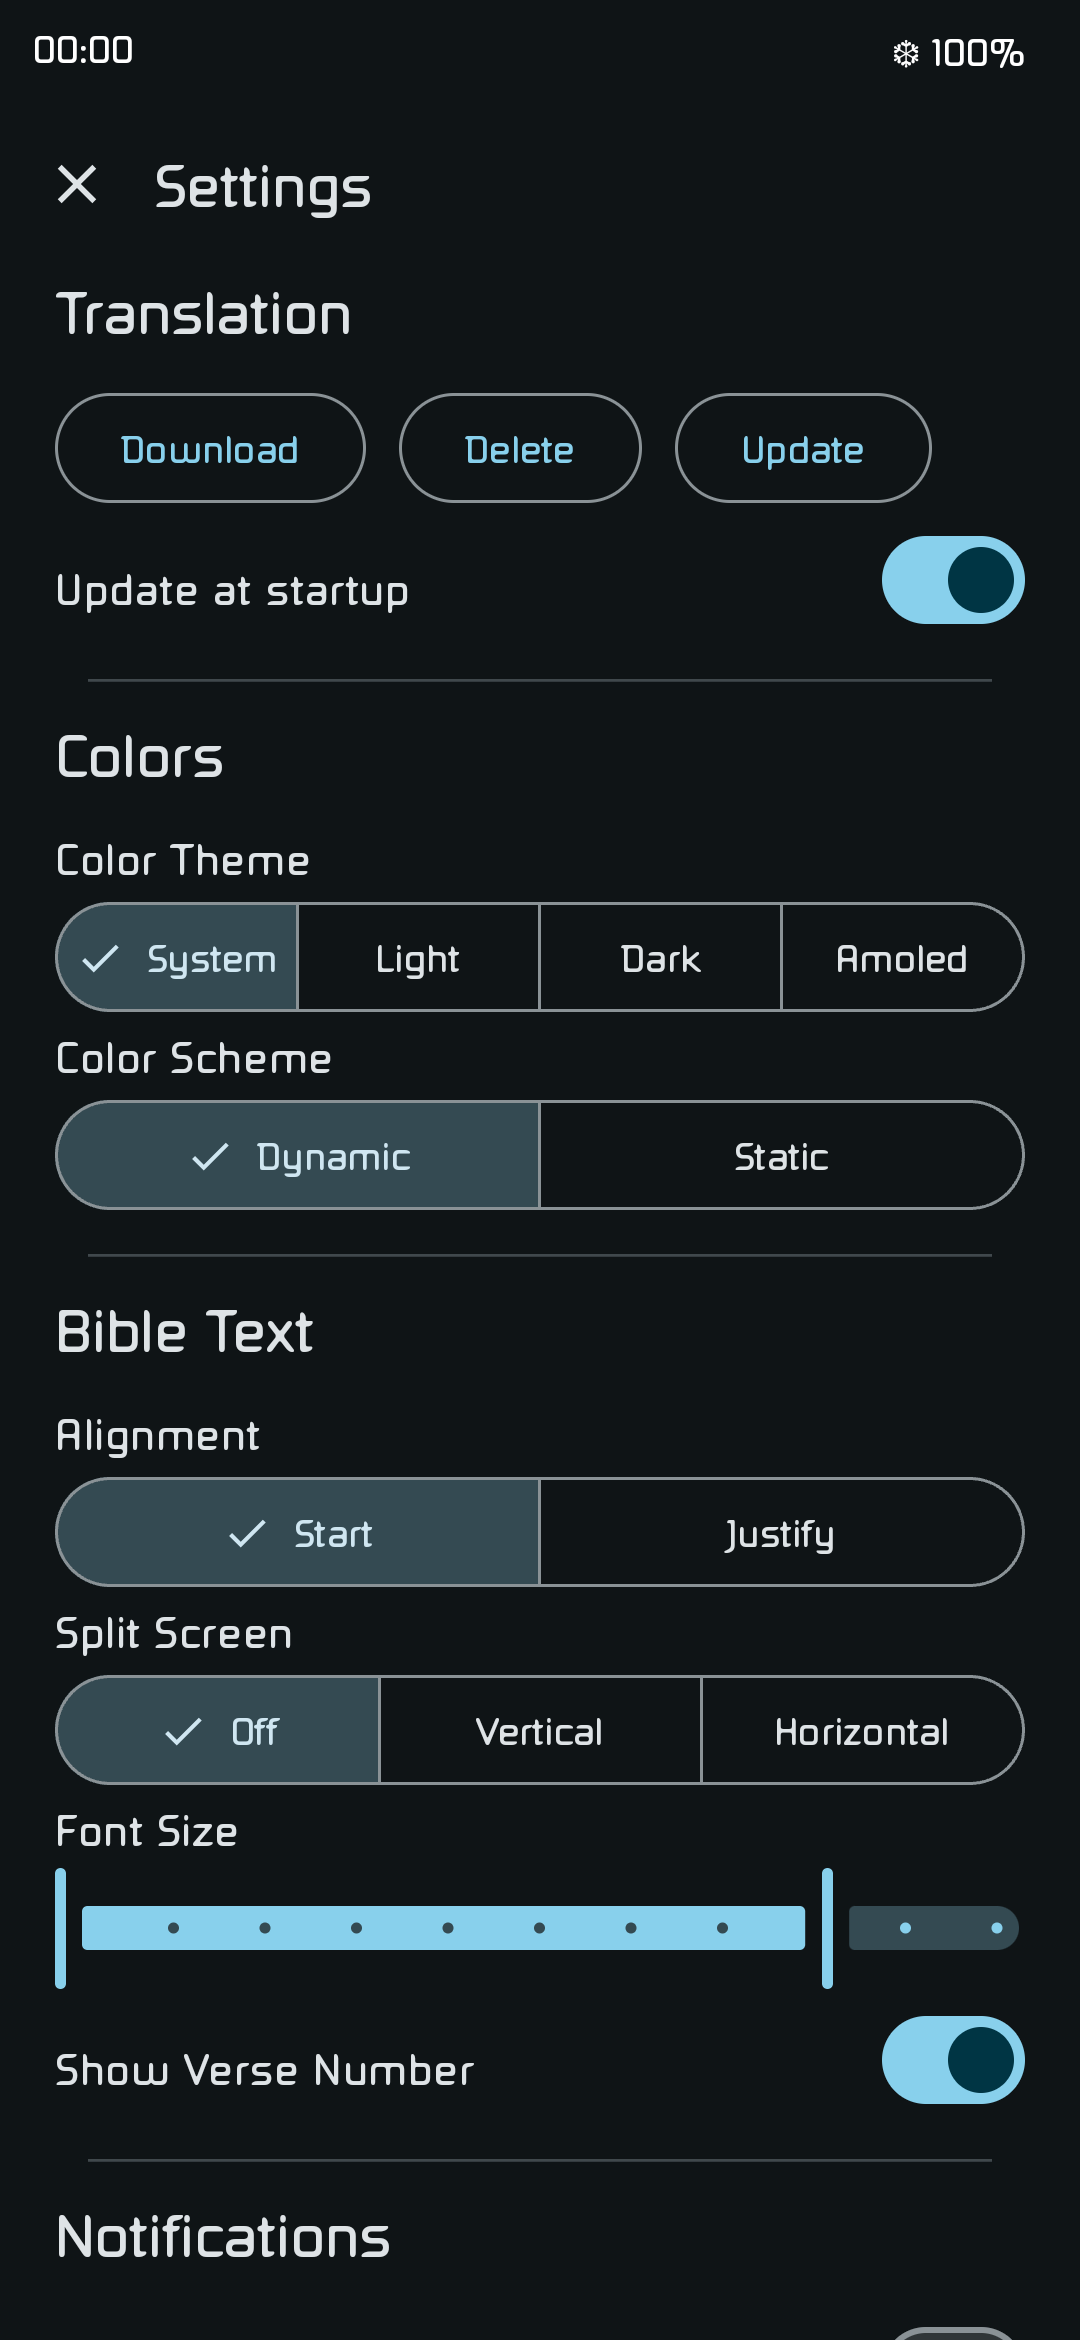 00:00 100%
Settings
Translation
Download Delete Update
Update at startup
Colors
Color Theme
System Light Dark Amoled
Color Scheme
Dynamic Static
Bible Text
Alignment
Start Justify
Split Screen
Off Vertical Horizontal
Font Size
Show Verse Number
Notifications